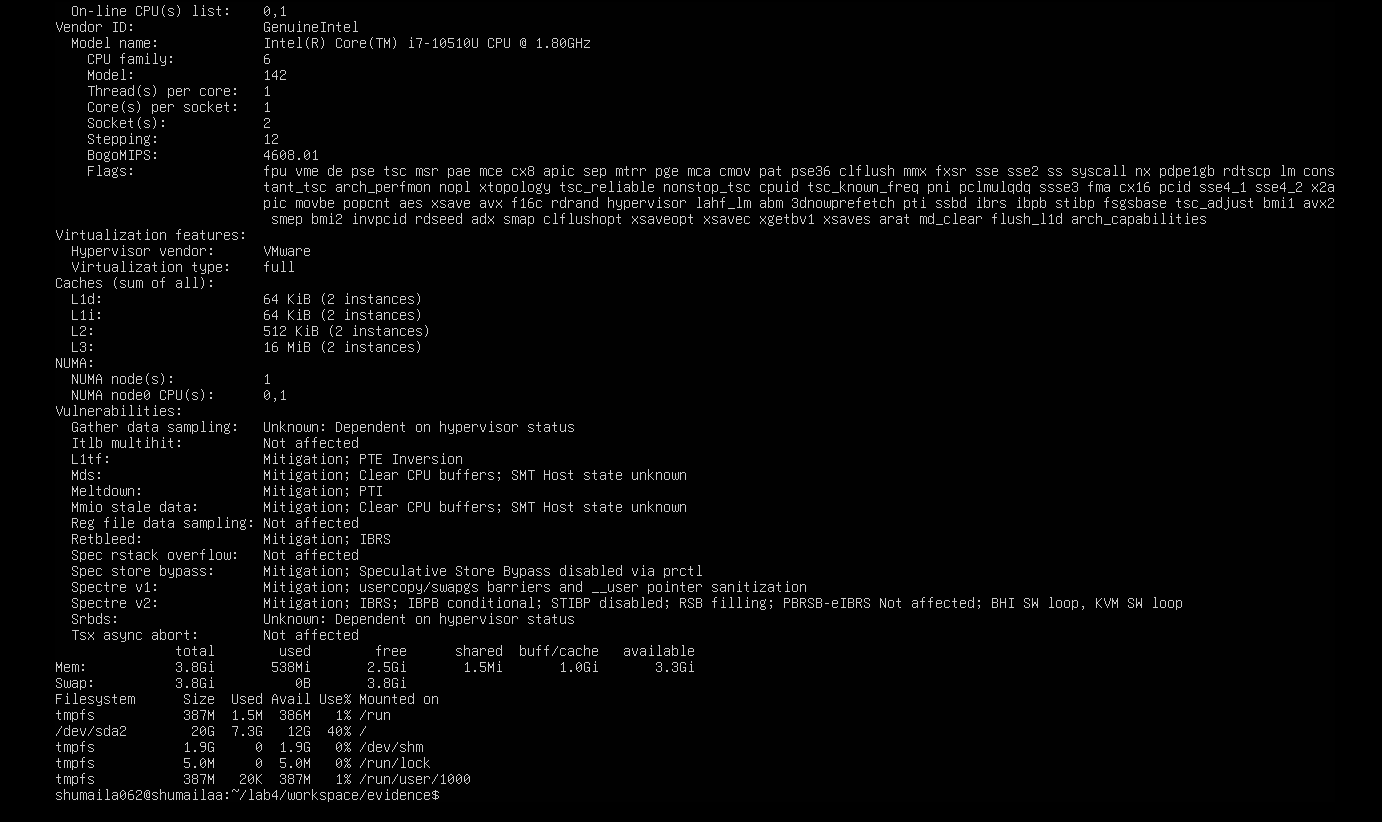 On-line CPU(s) list:    0,1
Vendor ID:                GenuineIntel
  Model name:             Intel(R) Core(TM) i7-10510U CPU @ 1.80GHz
    CPU family:           6
    Model:                142
    Thread(s) per core:   1
    Core(s) per socket:   1
    Socket(s):            2
    Stepping:             12
    BogoMIPS:             4608.01
    Flags:                fpu vme de pse tsc msr pae mce cx8 apic sep mtrr pge mca cmov pat pse36 clflush mmx fxsr sse sse2 ss syscall nx pdpe1gb rdtscp lm cons
                          tant_tsc arch_perfmon nopl xtopology tsc_reliable nonstop_tsc cpuid tsc_known_freq pni pclmulqdq ssse3 fma cx16 pcid sse4_1 sse4_2 x2a
                          pic movbe popcnt aes xsave avx f16c rdrand hypervisor lahf_lm abm 3dnowprefetch pti ssbd ibrs ibpb stibp fsgsbase tsc_adjust bmi1 avx2
                           smep bmi2 invpcid rdseed adx smap clflushopt xsaveopt xsavec xgetbv1 xsaves arat md_clear flush_l1d arch_capabilities
Virtualization features:
  Hypervisor vendor:      VMware
  Virtualization type:    full
Caches (sum of all):
  L1d:                    64 KiB (2 instances)
  L1i:                    64 KiB (2 instances)
  L2:                     512 KiB (2 instances)
  L3:                     16 MiB (2 instances)
NUMA:
  NUMA node(s):           1
  NUMA node0 CPU(s):      0,1
Vulnerabilities:
  Gather data sampling:   Unknown: Dependent on hypervisor status
  Itlb multihit:          Not affected
  L1tf:                   Mitigation; PTE Inversion
  Mds:                    Mitigation; Clear CPU buffers; SMT Host state unknown
  Meltdown:               Mitigation; PTI
  Mmio stale data:        Mitigation; Clear CPU buffers; SMT Host state unknown
  Reg file data sampling: Not affected
  Retbleed:               Mitigation; IBRS
  Spec rstack overflow:   Not affected
  Spec store bypass:      Mitigation; Speculative Store Bypass disabled via prctl
  Spectre v1:             Mitigation; usercopy/swapgs barriers and __user pointer sanitization
  Spectre v2:             Mitigation; IBRS; IBPB conditional; STIBP disabled; RSB filling; PBRSB-eIBRS Not affected; BHI SW loop, KVM SW loop
  Srbds:                  Unknown: Dependent on hypervisor status
  Tsx async abort:        Not affected
               total        used        free      shared  buff/cache   available
Mem:           3.8Gi       538Mi       2.5Gi       1.5Mi       1.0Gi       3.3Gi
Swap:          3.8Gi          0B       3.8Gi
Filesystem      Size  Used Avail Use% Mounted on
tmpfs           387M  1.5M  386M   1% /run
/dev/sda2        20G  7.3G   12G  40% /
tmpfs           1.9G     0  1.9G   0% /dev/shm
tmpfs           5.0M     0  5.0M   0% /run/lock
tmpfs           387M   20K  387M   1% /run/user/1000
shumaila062@shumailaa:~/lab4/workspace/evidence$